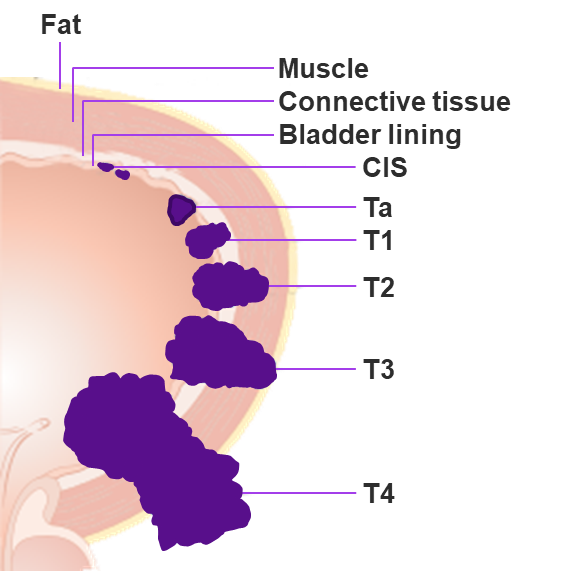 Fat
Muscle
Connective tissue
Bladder lining
CIS
Ta
T1
T2
T3
T4